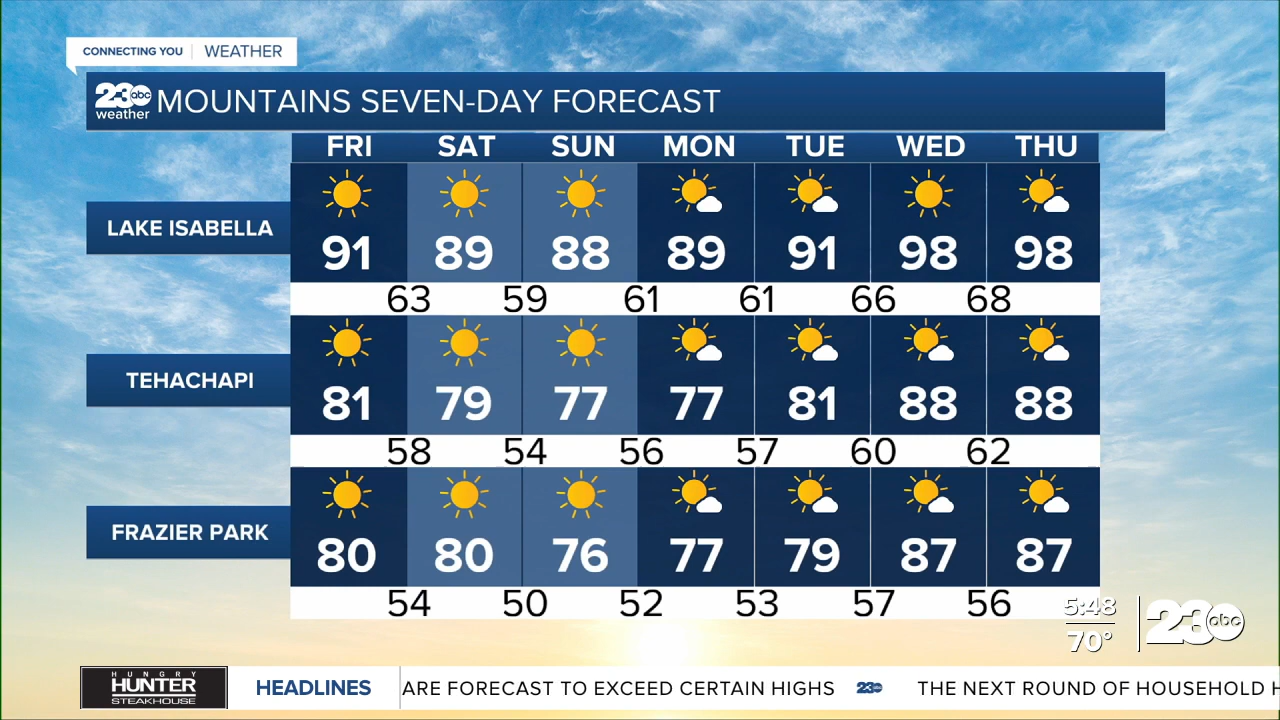 CONNECTING YOU | WEATHER
23 abc
weather
MOUNTAINS SEVEN-DAY FORECAST
FRI SAT SUN MON TUE WED THU
LAKE ISABELLA
91 89 88 89 91 98 98
63 59 61 61 66 68
TEHACHAPI
81 79 77 77 81 88 88
58 54 56 57 60 62
FRAZIER PARK
80 80 76 77 79 87 87
54 50 52 53 57 56
5:48
70°
23 abc
HUNGRY
HUNTER
STEAKHOUSE
HEADLINES
ARE FORECAST TO EXCEED CERTAIN HIGHS 23 abc THE NEXT ROUND OF HOUSEHOLD